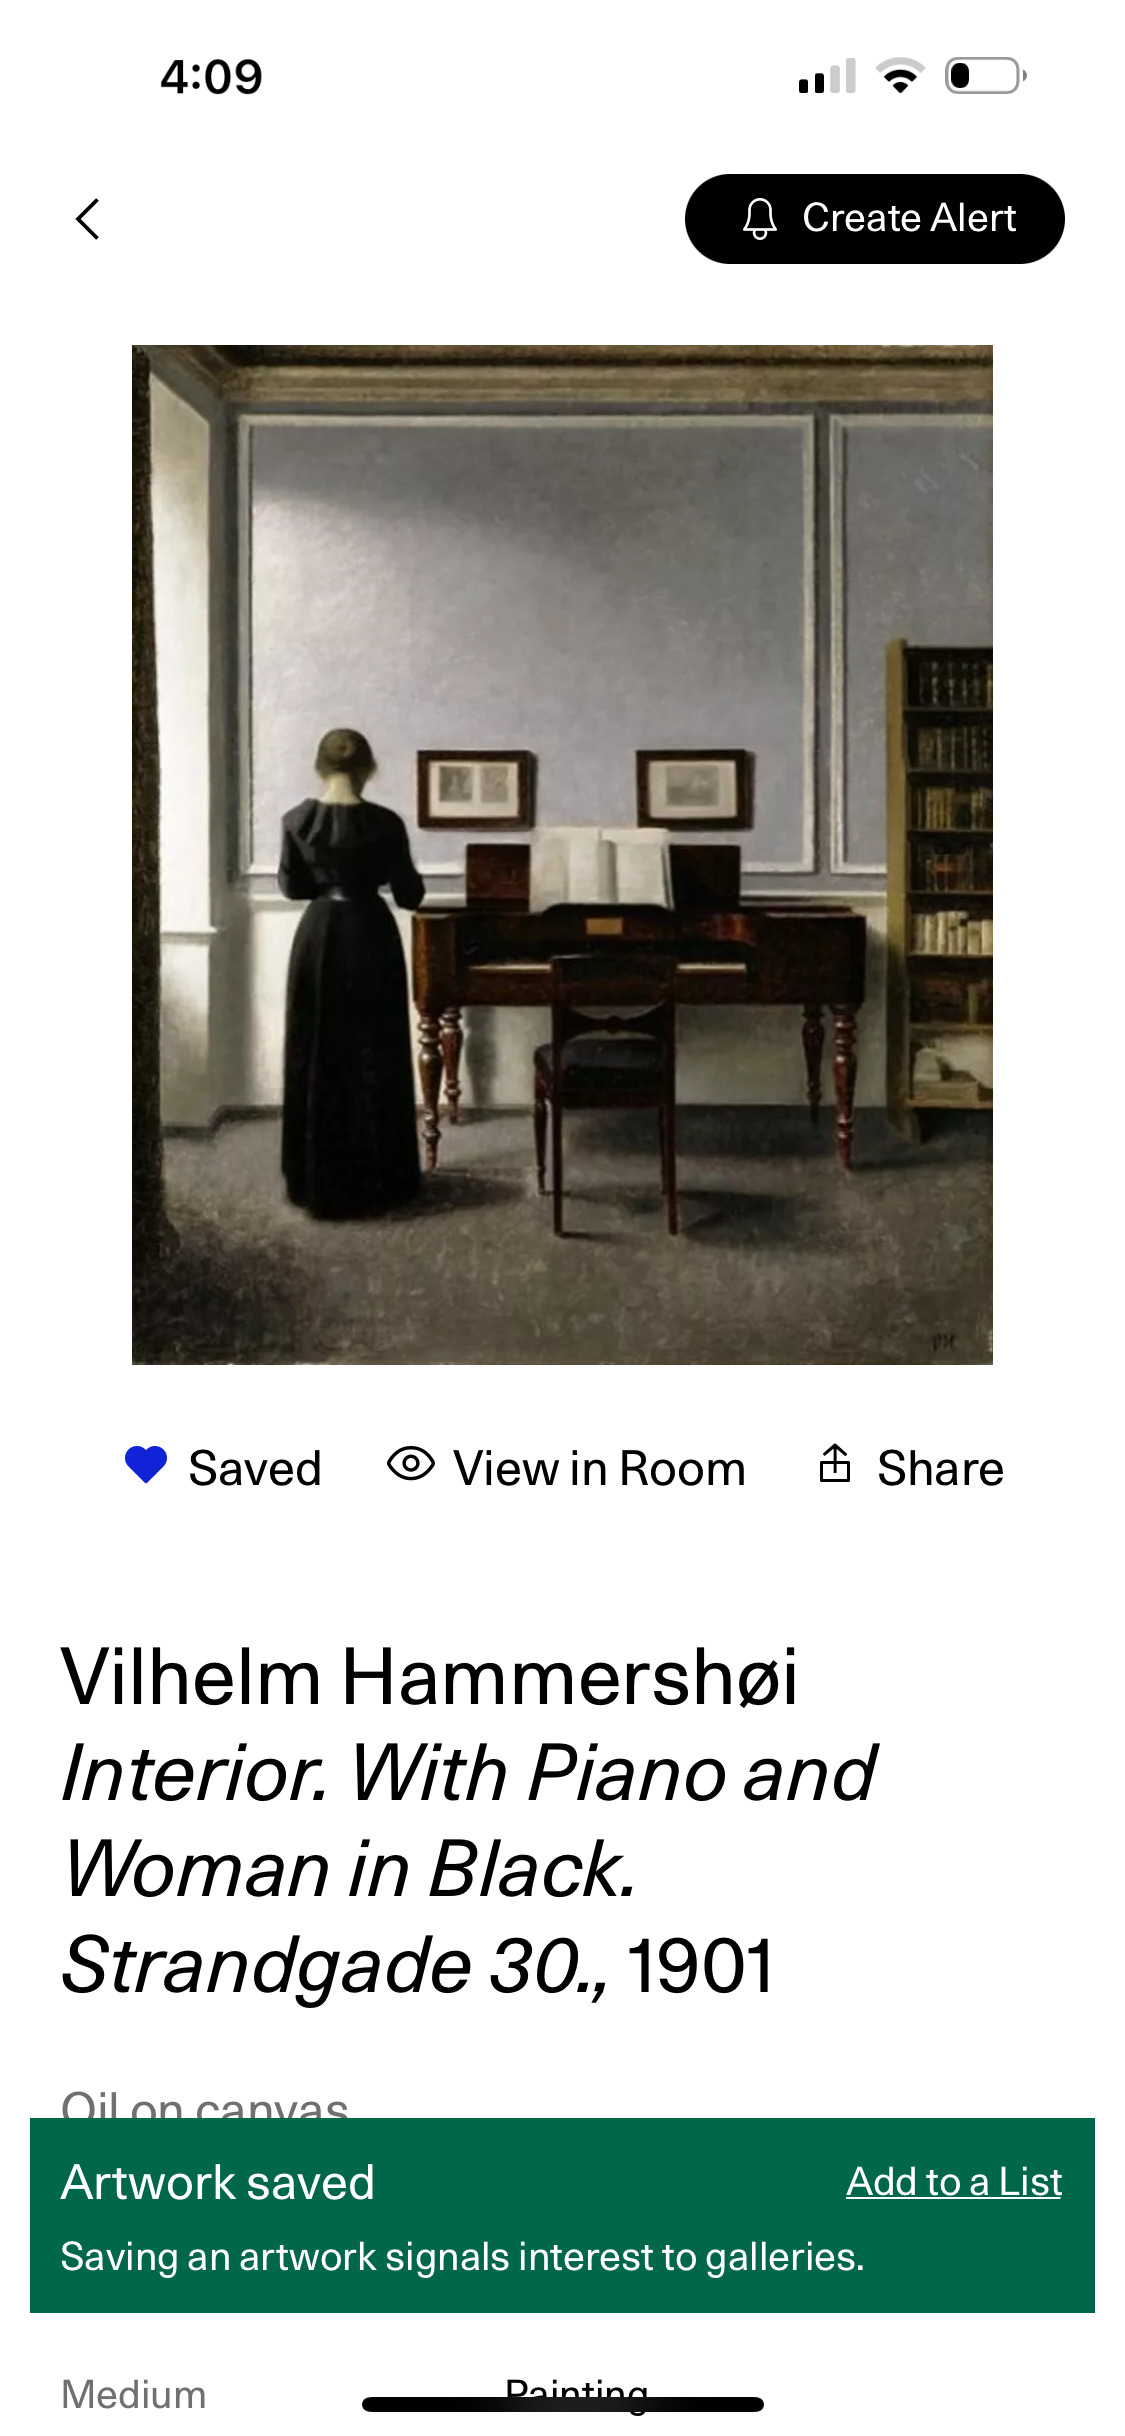 4:09
Create Alert
Saved
View in Room
Share
Vilhelm Hammershøi
Interior. With Piano and
Woman in Black.
Strandgade 30., 1901
Oil on canvas
Artwork saved
Add to a List
Saving an artwork signals interest to galleries.
Medium
Painting